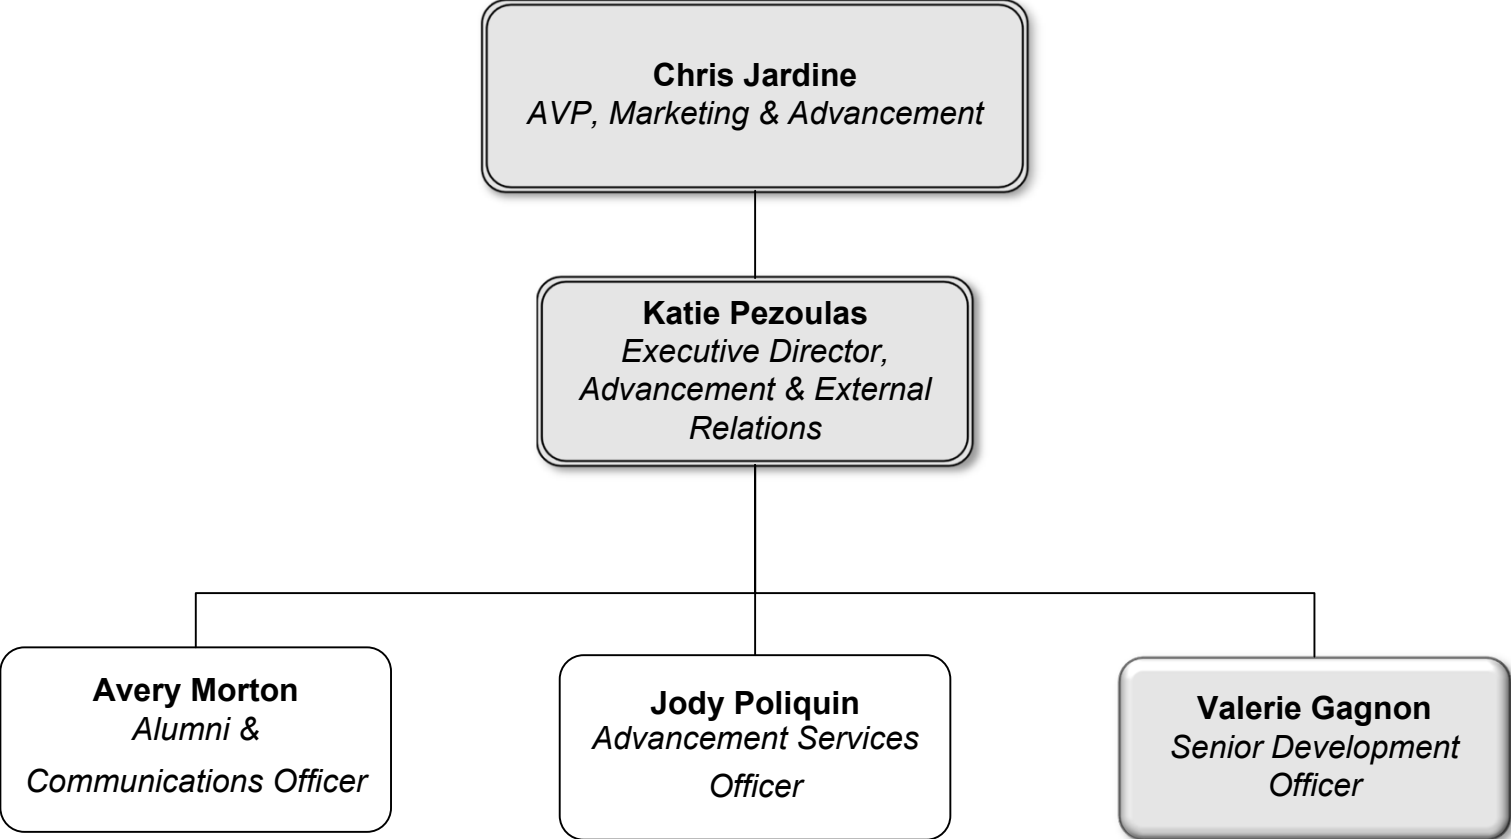 Chris Jardine
AVP, Marketing & Advancement
Katie Pezoulas
Executive Director,
Advancement & External
Relations
Avery Morton
Alumni &
Communications Officer
Jody Poliquin
Advancement Services
Officer
Valerie Gagnon
Senior Development
Officer